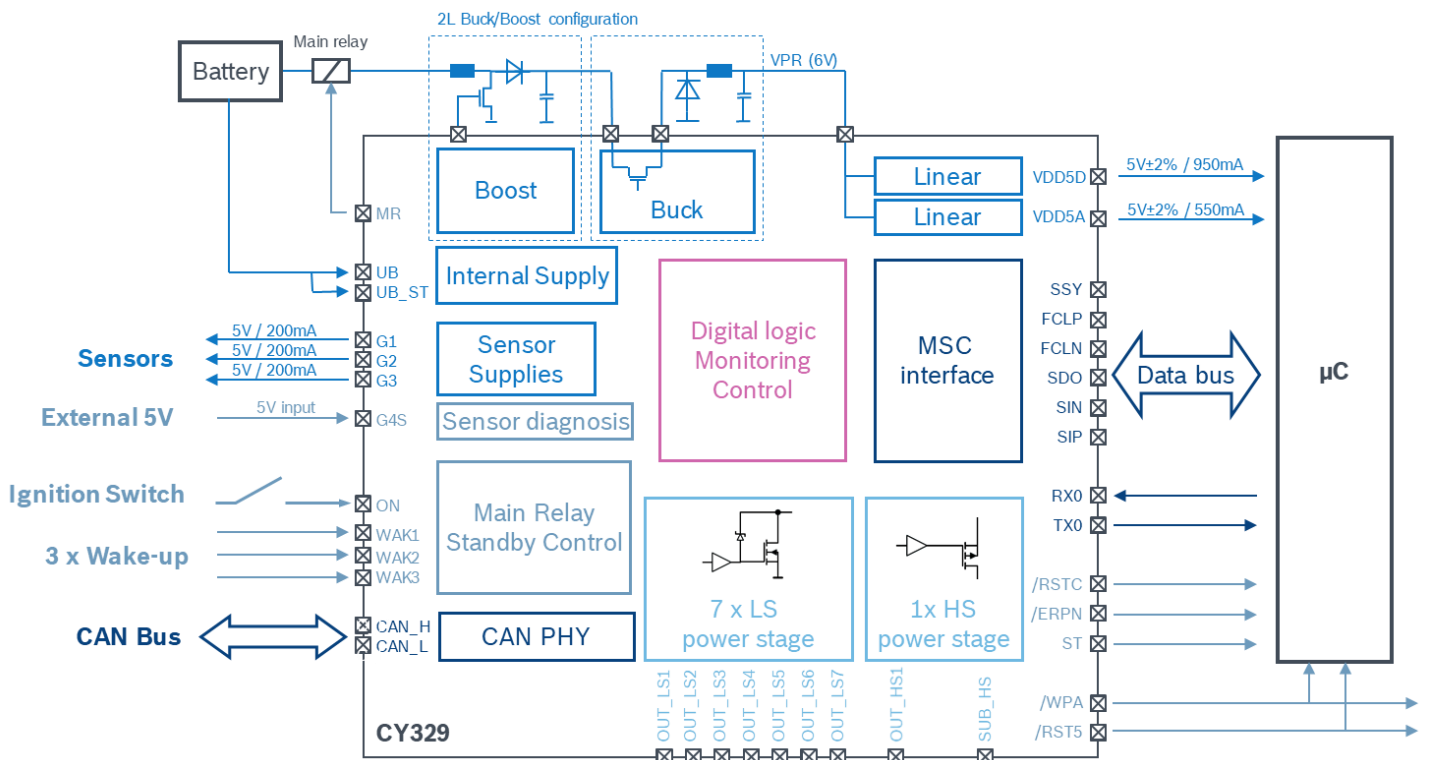 2L Buck/Boost configuration
Main relay
Battery
VPR (6V)
Boost
Buck
Linear
VDD5D
5V±2% / 950mA
Linear
VDD5A
5V±2% / 550mA
MR
UB
UB_ST
Internal Supply
Sensors
5V / 200mA
5V / 200mA
5V / 200mA
G1
G2
G3
Sensor
Supplies
External 5V
5V input
G4S
Sensor diagnosis
Digital logic
Monitoring
Control
MSC
interface
SSY
FCLP
FCLN
SDO
SIN
SIP
Data bus
µC
Ignition Switch
ON
3 x Wake-up
WAK1
WAK2
WAK3
Main Relay
Standby Control
RX0
TX0
/RSTC
/ERPN
ST
CAN Bus
CAN_H
CAN_L
CAN PHY
7 x LS
power stage
1x HS
power stage
OUT_LS1
OUT_LS2
OUT_LS3
OUT_LS4
OUT_LS5
OUT_LS6
OUT_LS7
OUT_HS1
SUB_HS
/WPA
/RST5
CY329